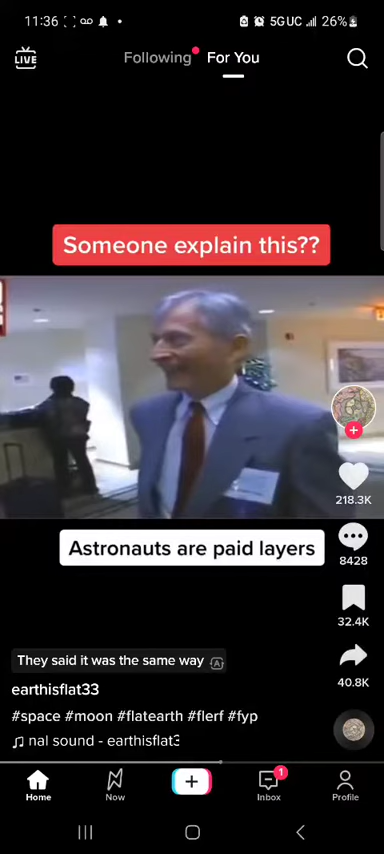 11:36
5GUC
26%
LIVE
Following
For You
Someone explain this??
Astronauts are paid layers
218.3K
8428
32.4K
40.8K
They said it was the same way
earthisflat33
#space #moon #flatearth #flerf #fyp
nal sound - earthisflat3
Home
Now
1
Inbox
Profile